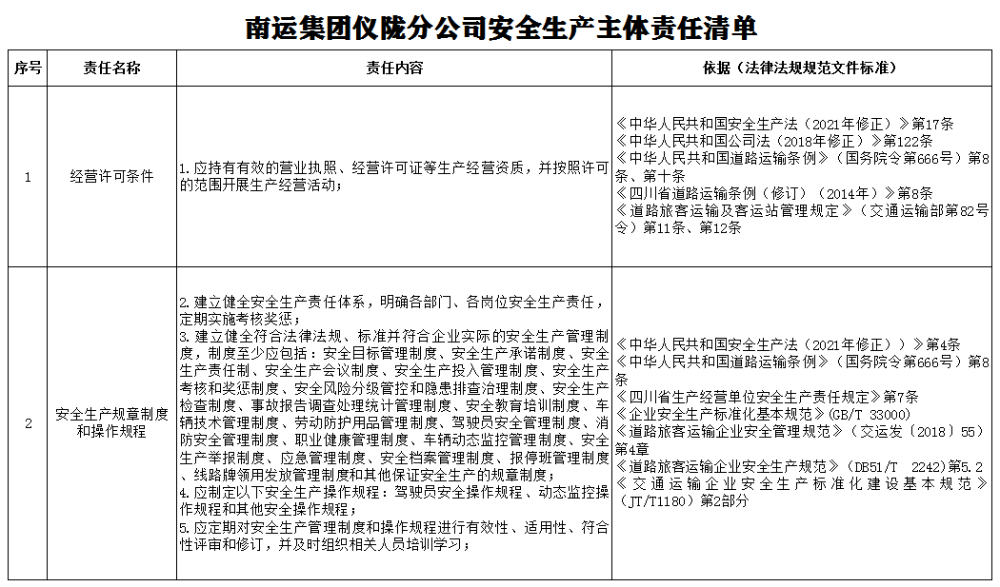 南运集团仪陇分公司安全生产主体责任清单
序号
责任名称
责任内容
依据（法律法规规范文件标准）
1
经营许可条件
1.应持有有效的营业执照、经营许可证等生产经营资质，并按照许可
的范围开展生产经营活动；
《中华人民共和国安全生产法（2021年修正）》第17条
《中华人民共和国公司法（2018年修正）》第122条
《中华人民共和国道路运输条例》（国务院令第666号）第8
条、第十条
《四川省道路运输条例（修订）（2014年）》第8条
《道路旅客运输及客运站管理规定》（交通运输部第82号
令）第11条、第12条
2
安全生产规章制度
和操作规程
2.建立健全安全生产责任体系，明确各部门、各岗位安全生产责任，
定期实施考核奖惩；
3.建立健全符合法律法规、标准并符合企业实际的安全生产管理制
度，制度至少应包括：安全目标管理制度、安全生产承诺制度、安全
生产责任制、安全生产会议制度、安全生产投入管理制度、安全生产
考核和奖惩制度、安全风险分级管控和隐患排查治理制度、安全生产
检查制度、事故报告调查处理统计管理制度、安全教育培训制度、车
辆技术管理制度、劳动防护用品管理制度、驾驶员安全管理制度、消
防安全管理制度、职业健康管理制度、车辆动态监控管理制度、安全
生产举报制度、应急管理制度、安全档案管理制度、报停班管理制度
、线路牌领用发放管理制度和其他保证安全生产的规章制度；
4.应制定以下安全生产操作规程：驾驶员安全操作规程、动态监控操
作规程和其他安全操作规程；
5.应定期对安全生产管理制度和操作规程进行有效性、适用性、符合
性评审和修订，并及时组织相关人员培训学习；
《中华人民共和国安全生产法（2021年修正））》第4条
《中华人民共和国道路运输条例》（国务院令第666号）第8
条
《四川省生产经营单位安全生产责任规定》第7条
《企业安全生产标准化基本规范》(GB/T 33000)
《道路旅客运输企业安全管理规范》（交运发〔2018〕55）
第4章
《道路旅客运输企业安全生产规范》（DB51/T 2242)第5.2
《交通运输企业安全生产标准化建设基本规范》
（JT/T1180）第2部分